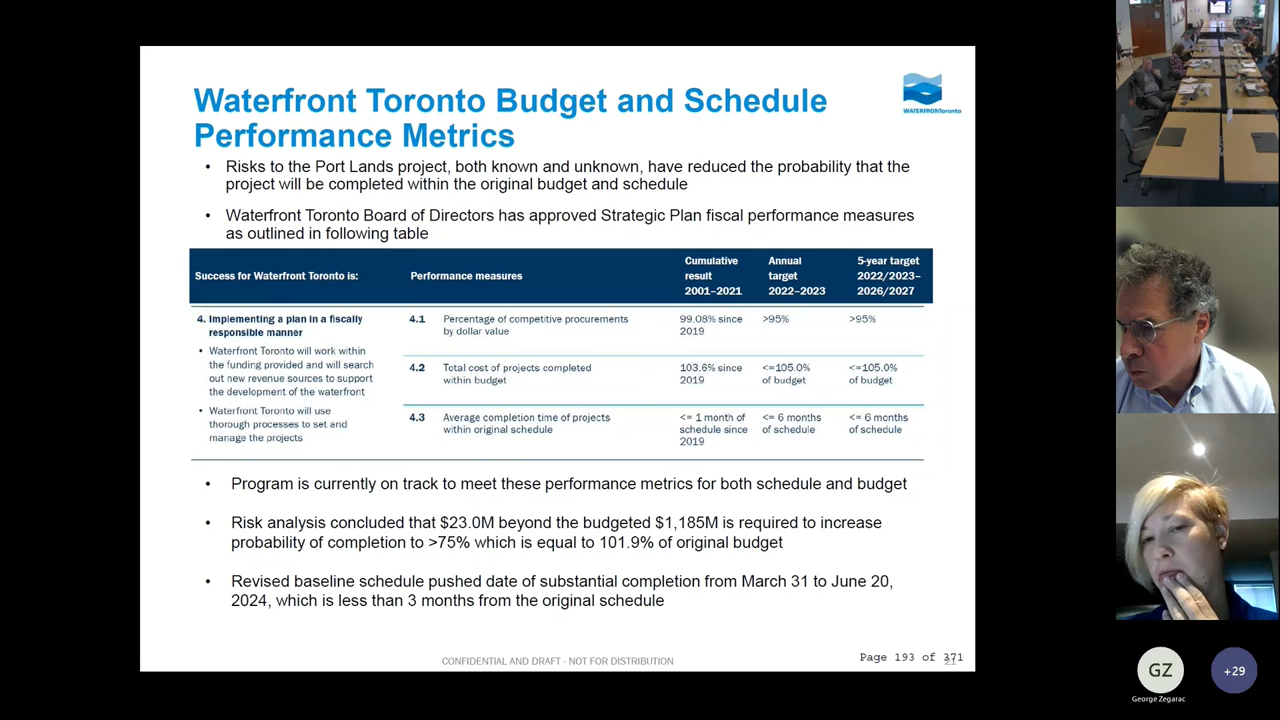 Waterfront Toronto Budget and Schedule
Performance Metrics
WATERFRONToronto
• Risks to the Port Lands project, both known and unknown, have reduced the probability that the
project will be completed within the original budget and schedule
• Waterfront Toronto Board of Directors has approved Strategic Plan fiscal performance measures
as outlined in following table
Success for Waterfront Toronto is:
Performance measures
Cumulative
result
2001–2021
Annual
target
2022–2023
5-year target
2022/2023–
2026/2027
4. Implementing a plan in a fiscally
responsible manner
• Waterfront Toronto will work within
the funding provided and will search
out new revenue sources to support
the development of the waterfront
• Waterfront Toronto will use
thorough processes to set and
manage the projects
4.1 Percentage of competitive procurements
by dollar value
99.08% since
2019
>95%
>95%
4.2 Total cost of projects completed
within budget
103.6% since
2019
<=105.0%
of budget
<=105.0%
of budget
4.3 Average completion time of projects
within original schedule
<= 1 month of
schedule since
2019
<= 6 months
of schedule
<= 6 months
of schedule
• Program is currently on track to meet these performance metrics for both schedule and budget
• Risk analysis concluded that $23.0M beyond the budgeted $1,185M is required to increase
probability of completion to >75% which is equal to 101.9% of original budget
• Revised baseline schedule pushed date of substantial completion from March 31 to June 20,
2024, which is less than 3 months from the original schedule
CONFIDENTIAL AND DRAFT - NOT FOR DISTRIBUTION
Page 193 of 371
21
GZ
George Zegarac
+29